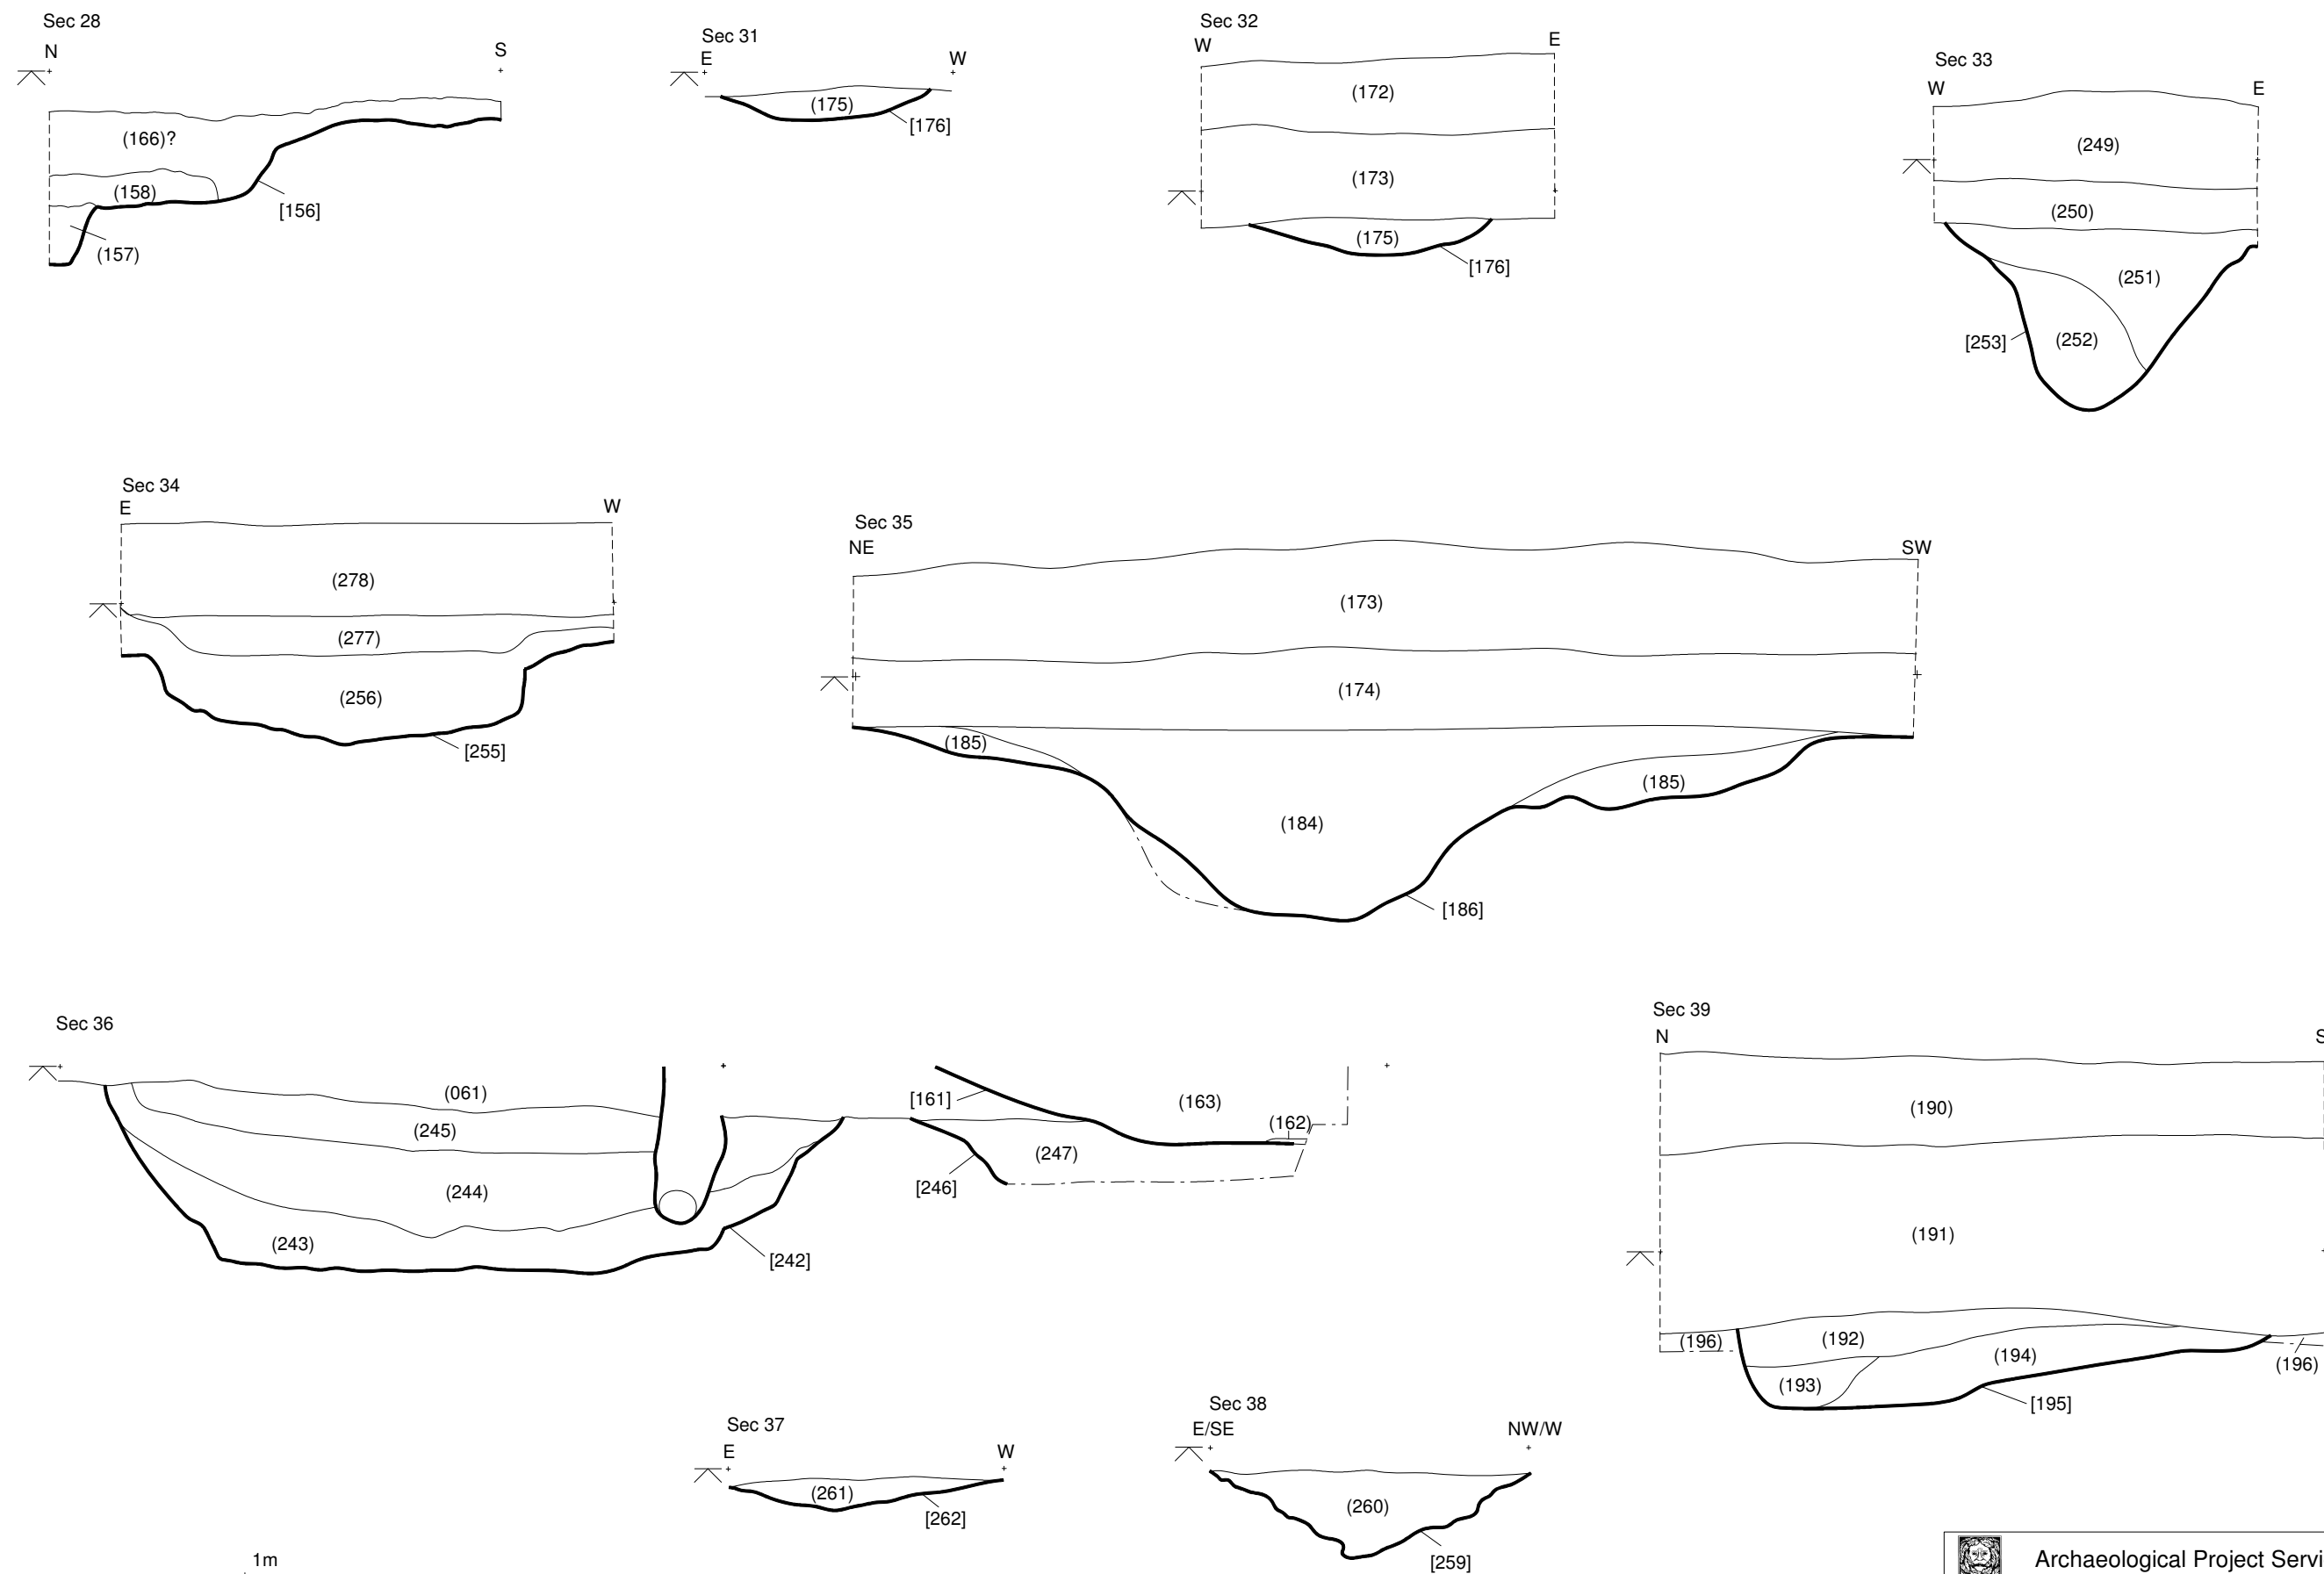 Sec 28
N
S
(166)?
(158)
[156]
(157)
Sec 31
E
W
(175)
[176]
Sec 32
W
E
(172)
(173)
(175)
[176]
Sec 33
W
E
(249)
(250)
(251)
[253]
(252)
Sec 34
E
W
(278)
(277)
(256)
[255]
Sec 35
NE
SW
(173)
(174)
(185)
(185)
(184)
[186]
Sec 36
(061)
(245)
(244)
(243)
[242]
[161]
(163)
(162)
(247)
[246]
Sec 39
N
S
(190)
(191)
(196)
(192)
(194)
(196)
(193)
[195]
Sec 37
E
W
(261)
[262]
Sec 38
E/SE
NW/W
(260)
[259]
1m
Archaeological Project Servi